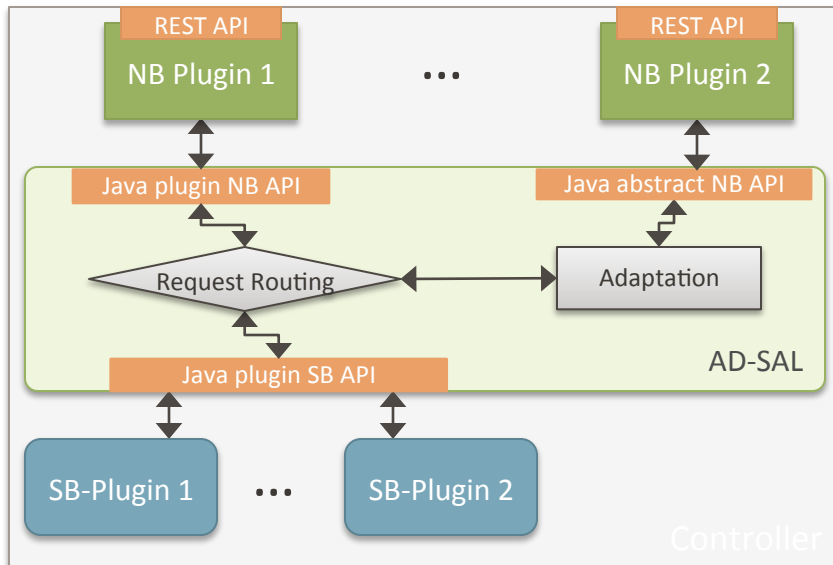 REST API
REST API
NB Plugin 1
...
NB Plugin 2
Java plugin NB API
Java abstract NB API
Request Routing
Adaptation
Java plugin SB API
AD-SAL
SB-Plugin 1
...
SB-Plugin 2
Controller